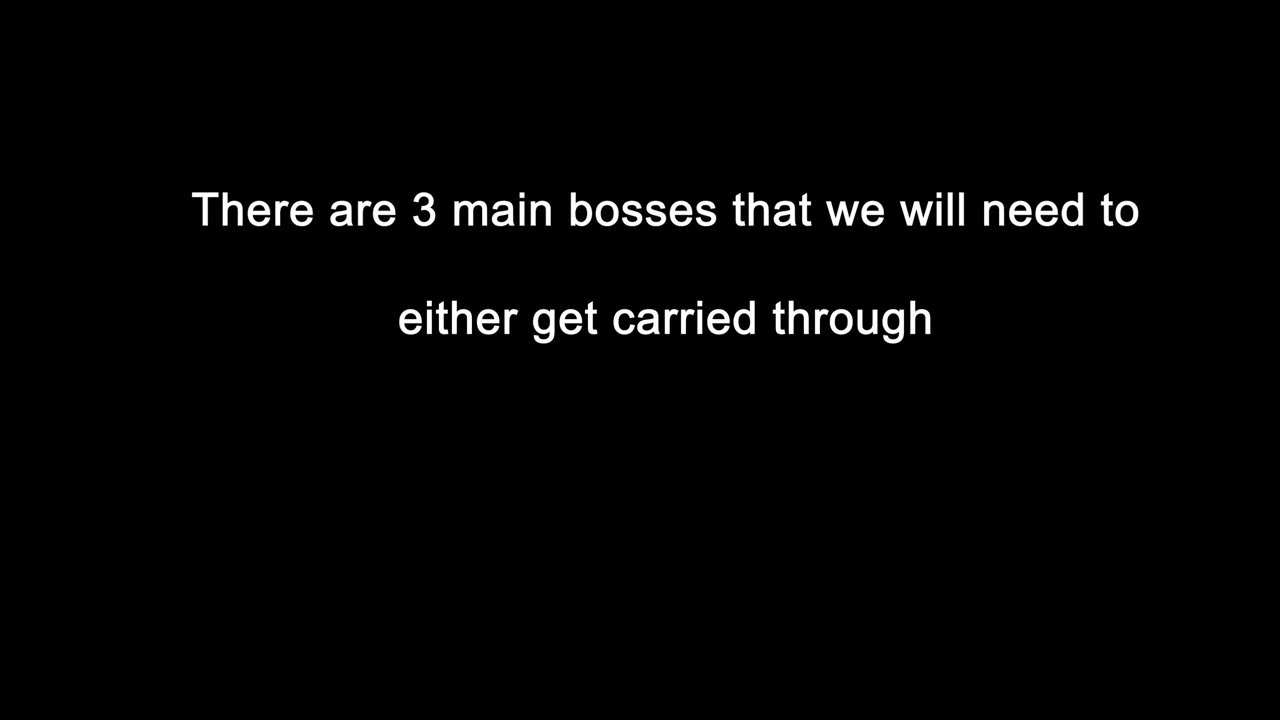 There are 3 main bosses that we will need to
either get carried through